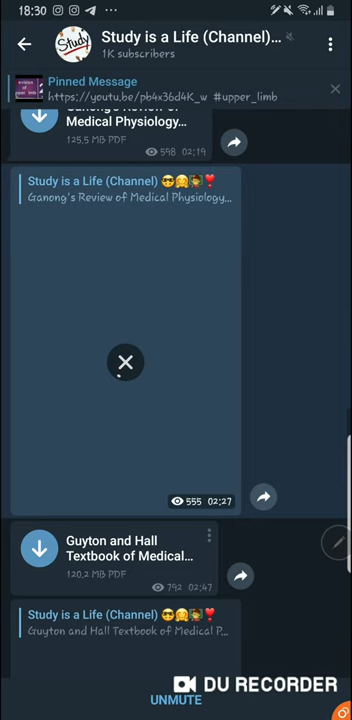 18:30
Study is a Life (Channel)...
1K subscribers
Pinned Message
https://youtu.be/pb4x36d4K_w #upper_limb
Medical Physiology...
125,5 MB PDF
598 02:19
Study is a Life (Channel) 😎🤗👩‍🏫❣️
Ganong's Review of Medical Physiology...
555 02:27
Guyton and Hall
Textbook of Medical...
120,2 MB PDF
792 02:47
Study is a Life (Channel) 😎🤗👩‍🏫❣️
Guyton and Hall Textbook of Medical P...
DU RECORDER
UNMUTE